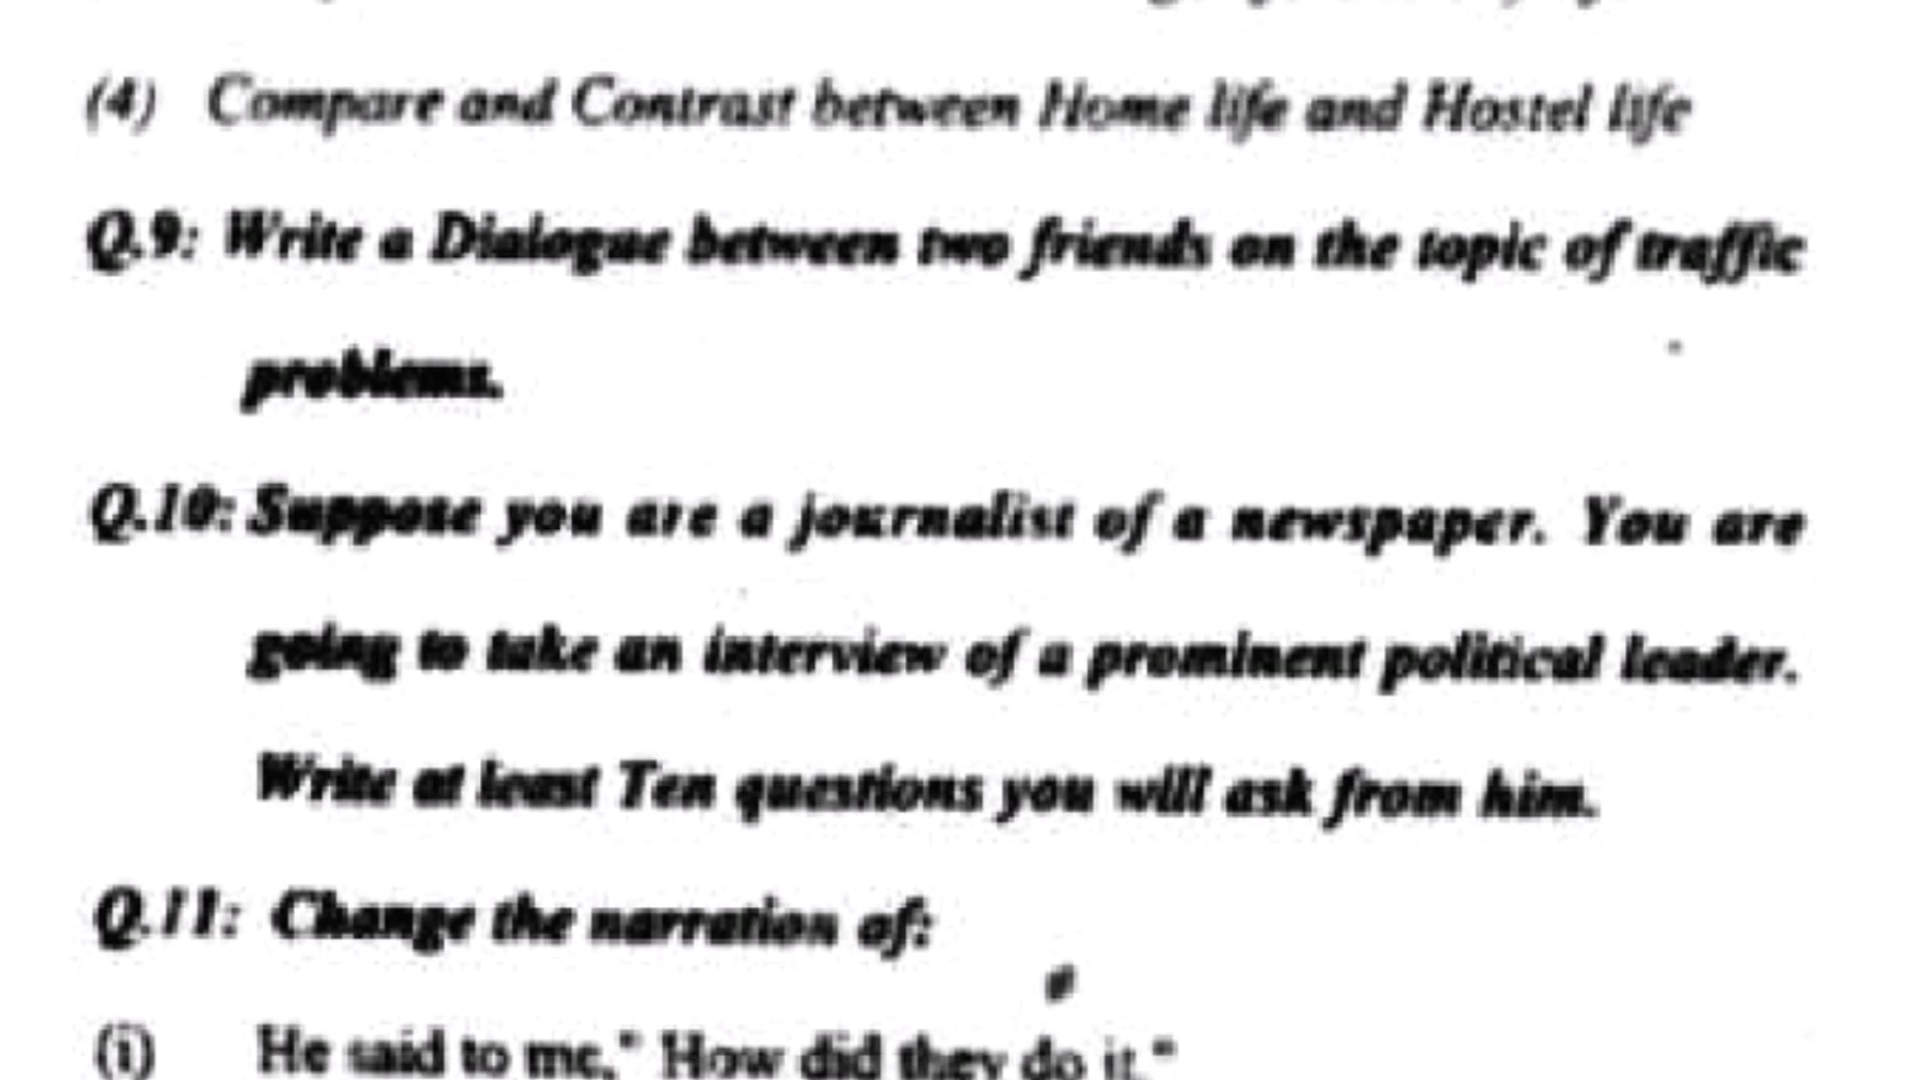 (4) Compare and Contrast between Home life and Hostel life
Q.9: Write a Dialogue between two friends on the topic of traffic
problems.
Q.10: Suppose you are a journalist of a newspaper. You are
going to take an interview of a prominent political leader.
Write at least Ten questions you will ask from him.
Q.11: Change the narration of:
(i) He said to me," How did they do it."